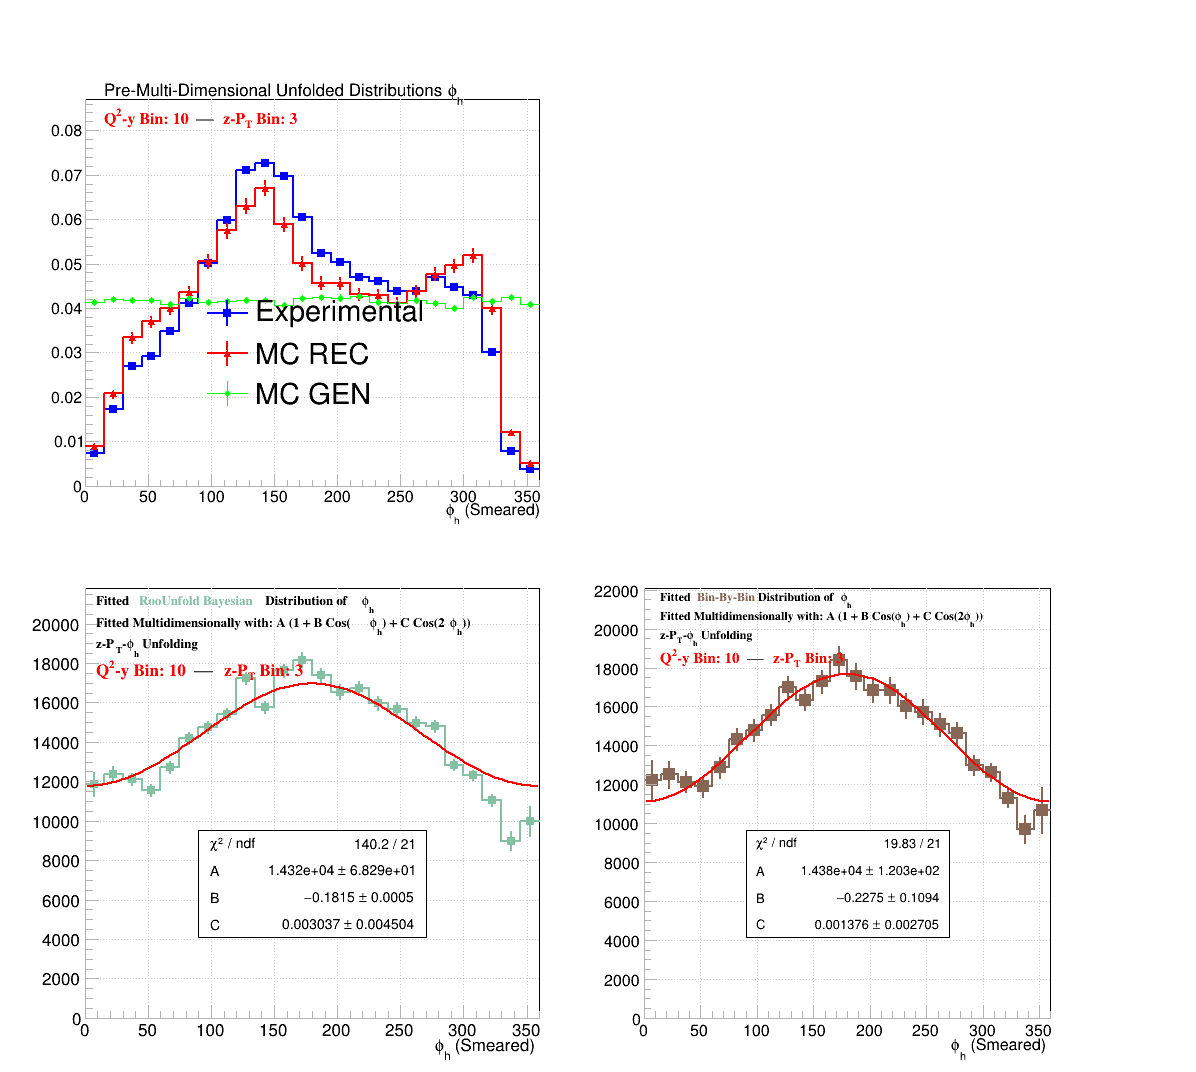 Pre-Multi-Dimensional Unfolded Distributions ϕh
Q²-y Bin: 10 — z-PT Bin: 3
0.08
0.07
0.06
0.05
0.04
0.03
0.02
0.01
0
Experimental
MC REC
MC GEN
0 50 100 150 200 250 300 350
ϕh (Smeared)
Fitted RooUnfold Bayesian Distribution of ϕh
Fitted Multidimensionally with: A (1 + B Cos( ϕh) + C Cos(2 ϕh))
z-PT-ϕh Unfolding
Q²-y Bin: 10 — z-PT Bin: 3
20000
18000
16000
14000
12000
10000
8000
6000
4000
2000
0
χ² / ndf 140.2 / 21
A 1.432e+04 ± 6.829e+01
B −0.1815 ± 0.0005
C 0.003037 ± 0.004504
0 50 100 150 200 250 300 350
ϕh (Smeared)
Fitted Bin-By-Bin Distribution of ϕh
Fitted Multidimensionally with: A (1 + B Cos(ϕh) + C Cos(2ϕh))
z-PT-ϕh Unfolding
Q²-y Bin: 10 — z-PT Bin: 3
22000
20000
18000
16000
14000
12000
10000
8000
6000
4000
2000
0
χ² / ndf 19.83 / 21
A 1.438e+04 ± 1.203e+02
B −0.2275 ± 0.1094
C 0.001376 ± 0.002705
0 50 100 150 200 250 300 350
ϕh (Smeared)